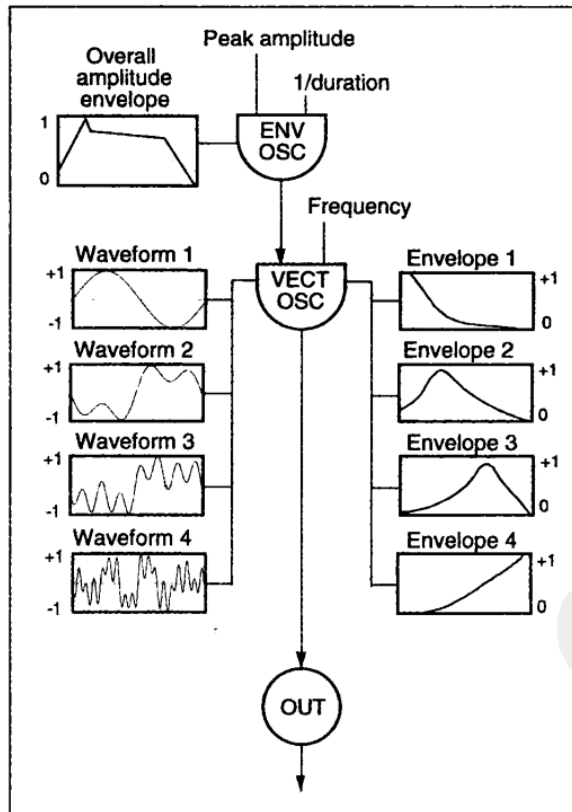 Peak amplitude
Overall
amplitude
envelope
1/duration
1
0
ENV
OSC
Frequency
Waveform 1
+1
-1
VECT
OSC
Envelope 1
+1
0
Waveform 2
+1
-1
Envelope 2
+1
0
Waveform 3
+1
-1
Envelope 3
+1
0
Waveform 4
+1
-1
Envelope 4
+1
0
OUT